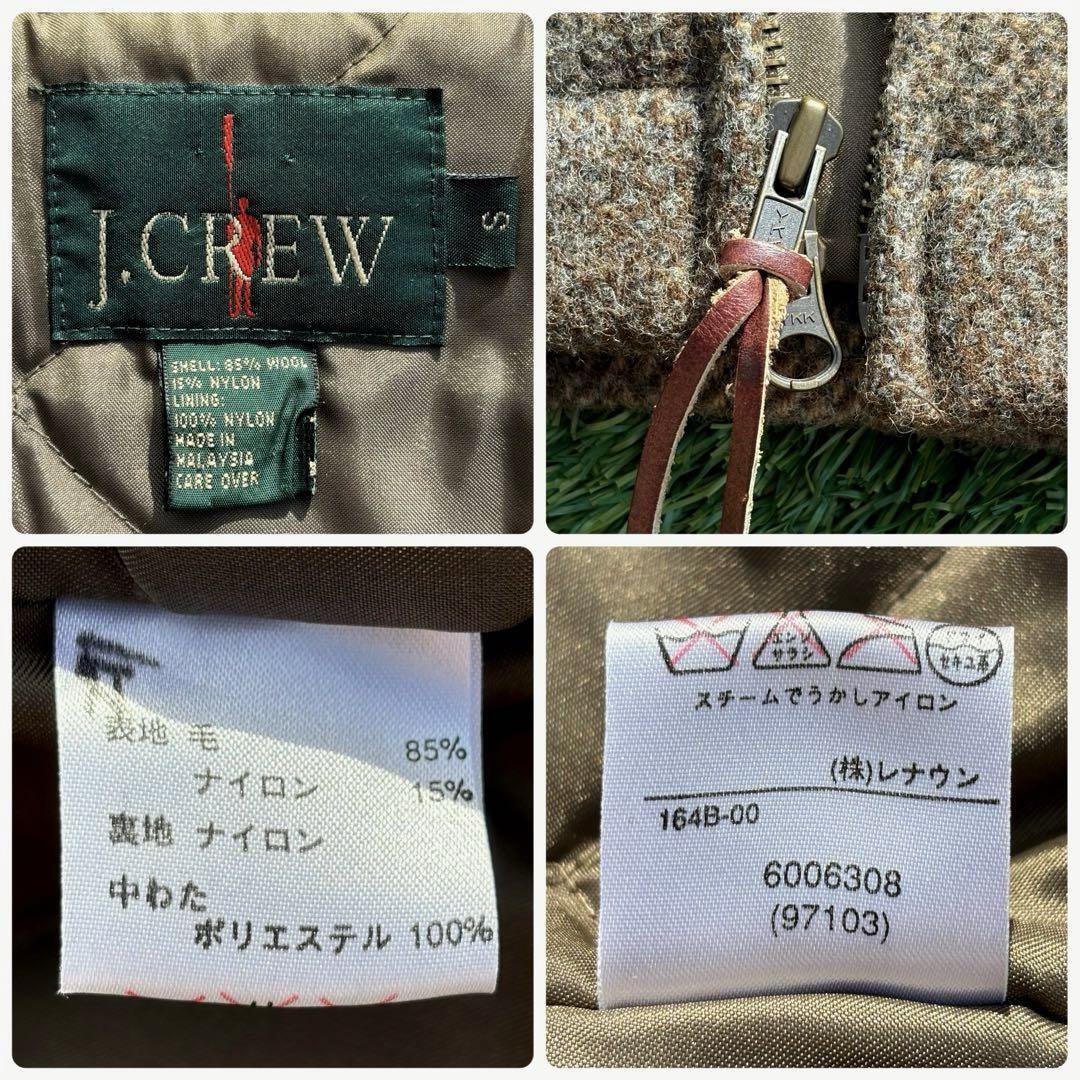 J.CREW
S
SHELL: 85% WOOL
15% NYLON
LINING:
100% NYLON
MADE IN
MALAYSIA
CARE OVER
YKK
YKK
表地 毛 85%
ナイロン 15%
裏地 ナイロン
中わた
ポリエステル 100%
エンソ
サラシ
セキユ系
スチームでうかしアイロン
(株)レナウン
164B-00
6006308
(97103)